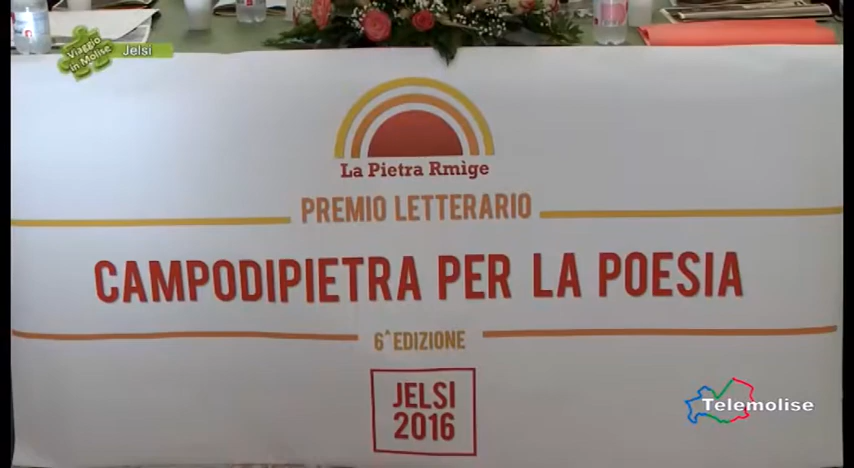 Viaggio
in Molise
Jelsi
La Pietra Rmìge
PREMIO LETTERARIO
CAMPODIPIETRA PER LA POESIA
6^ EDIZIONE
JELSI
2016
Telemolise